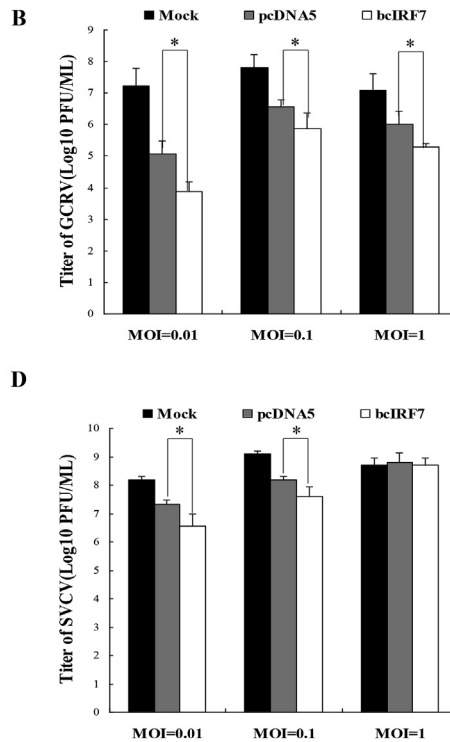 B
Mock pcDNA5 bcIRF7
Titer of GCRV(Log10 PFU/ML)
9
8
7
6
5
4
3
2
1
0
* * *
MOI=0.01 MOI=0.1 MOI=1
D
Mock pcDNA5 bcIRF7
Titer of SVCV(Log10 PFU/ML)
10
9
8
7
6
5
4
3
2
1
0
* *
MOI=0.01 MOI=0.1 MOI=1